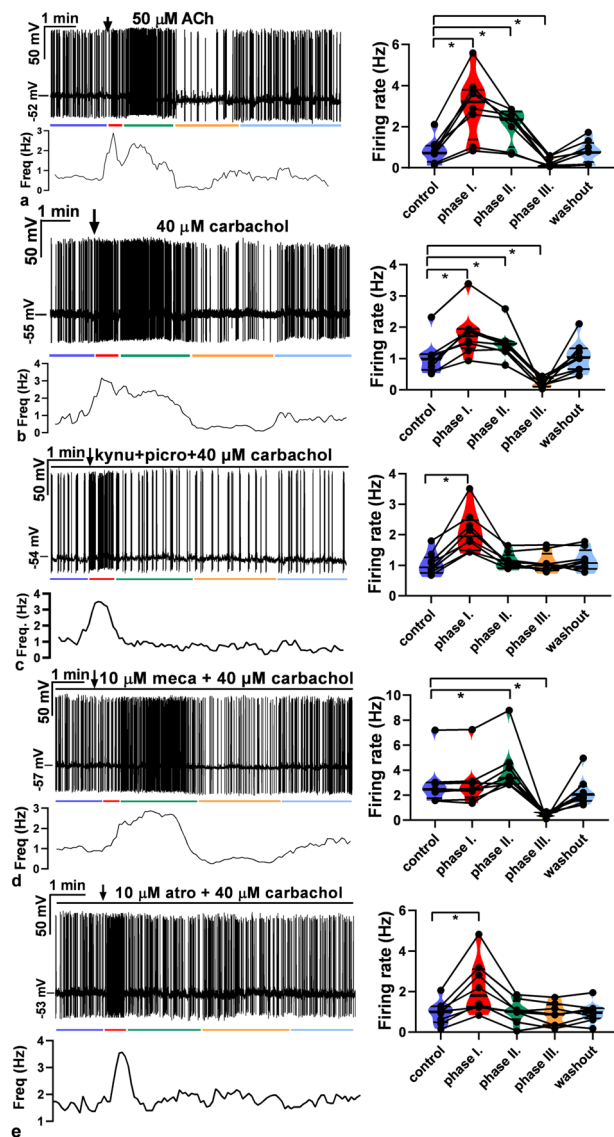 1 min
50 µM ACh
50 mV
-52 mV
Freq (Hz)
3
2
1
0
a
Firing rate (Hz)
6
4
2
0
*
*
*
control
phase I.
phase II.
phase III.
washout
1 min
40 µM carbachol
50 mV
-55 mV
Freq (Hz)
4
3
2
1
0
b
Firing rate (Hz)
4
3
2
1
0
*
*
*
control
phase I.
phase II.
phase III.
washout
1 min
kynu+picro+40 µM carbachol
50 mV
-54
Freq. (Hz)
4
3
2
1
0
c
Firing rate (Hz)
4
3
2
1
0
*
control
phase I.
phase II.
phase III.
washout
1 min
10 µM meca + 40 µM carbachol
50 mV
-57
Freq (Hz)
3
2
1
0
d
Firing rate (Hz)
10
8
6
4
2
0
*
*
control
phase I.
phase II.
phase III.
washout
1 min
10 µM atro + 40 µM carbachol
50 mV
-53
Freq (Hz)
4
3
2
1
e
Firing rate (Hz)
6
4
2
0
*
control
phase I.
phase II.
phase III.
washout